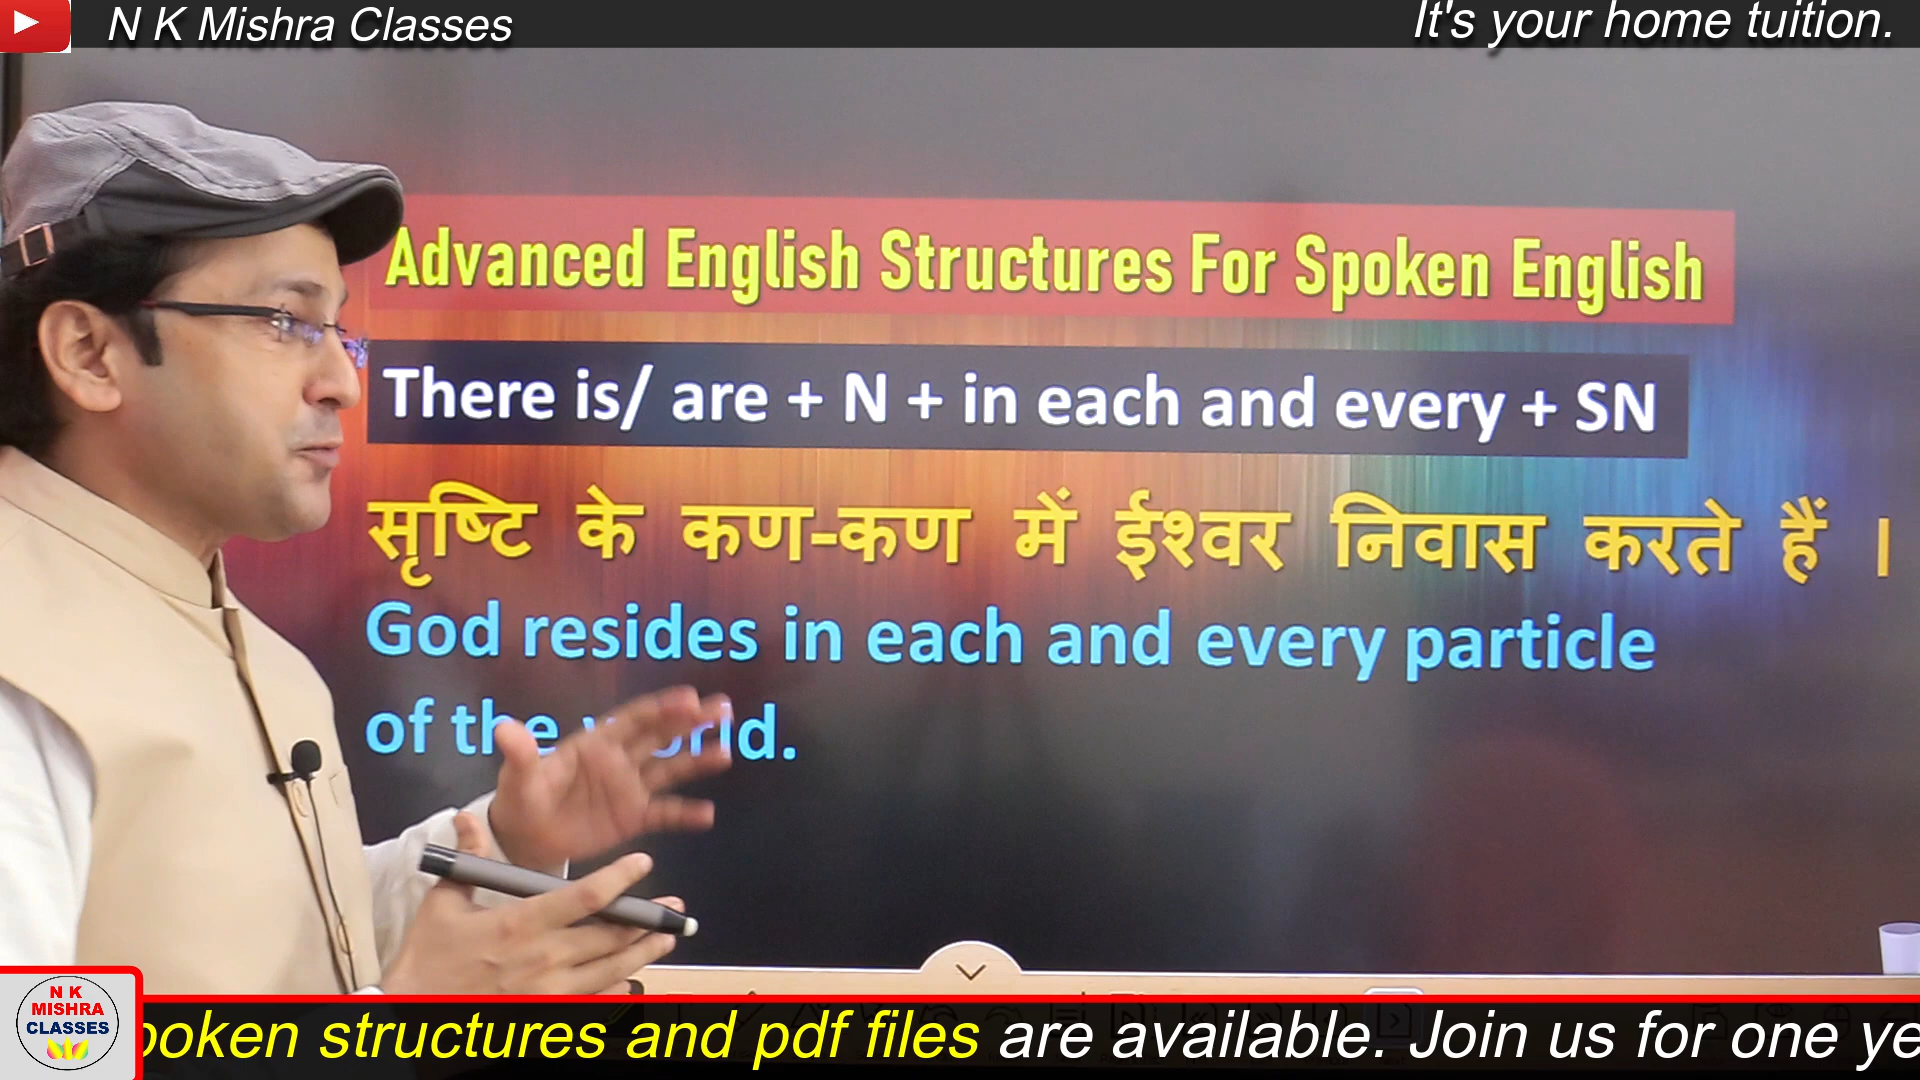 N K Mishra Classes
It's your home tuition.
Advanced English Structures For Spoken English
There is/ are + N + in each and every + SN
सृष्टि के कण-कण में ईश्वर निवास करते हैं ।
God resides in each and every particle
of the world.
N K
MISHRA
CLASSES
poken structures and pdf files are available. Join us for one ye